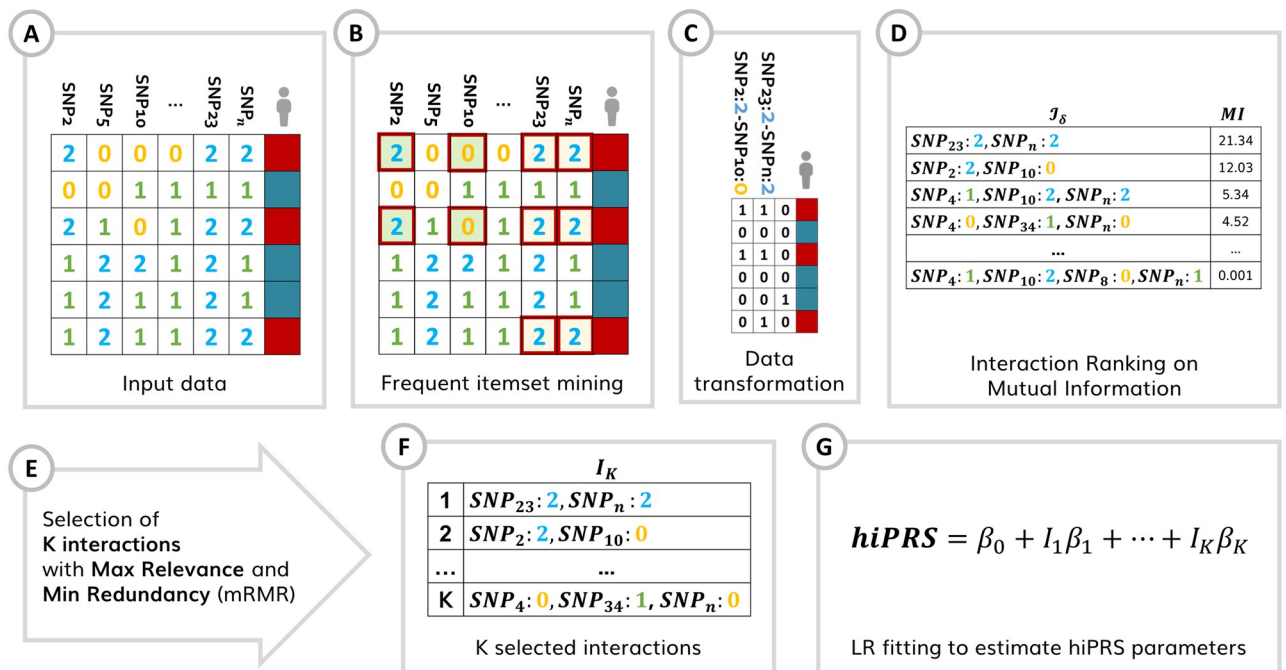 A
SNP2 SNP5 SNP10 ... SNP23 SNPn
2 0 0 0 2 2
0 0 1 1 1 1
2 1 0 1 2 2
1 2 2 1 2 1
1 2 1 1 2 1
1 2 1 1 2 2
Input data
B
SNP2 SNP5 SNP10 ... SNP23 SNPn
2 0 0 0 2 2
0 0 1 1 1 1
2 1 0 1 2 2
1 2 2 1 2 1
1 2 1 1 2 1
1 2 1 1 2 2
Frequent itemset mining
C
SNP2:2-SNP10:0
SNP23:2-SNPn:2
1 1 0
0 0 0
1 1 0
0 0 0
0 0 1
0 1 0
Data
transformation
D
ℐδ MI
SNP23: 2, SNPn: 2 21.34
SNP2: 2, SNP10: 0 12.03
SNP4: 1, SNP10: 2, SNPn: 2 5.34
SNP4: 0, SNP34: 1, SNPn: 0 4.52
... ...
SNP4: 1, SNP10: 2, SNP8: 0, SNPn: 1 0.001
Interaction Ranking on
Mutual Information
E
Selection of
K interactions
with Max Relevance and
Min Redundancy (mRMR)
F
IK
1 SNP23: 2, SNPn: 2
2 SNP2: 2, SNP10: 0
... ...
K SNP4: 0, SNP34: 1, SNPn: 0
K selected interactions
G
hiPRS = β0 + I1β1 + ⋯ + IKβK
LR fitting to estimate hiPRS parameters